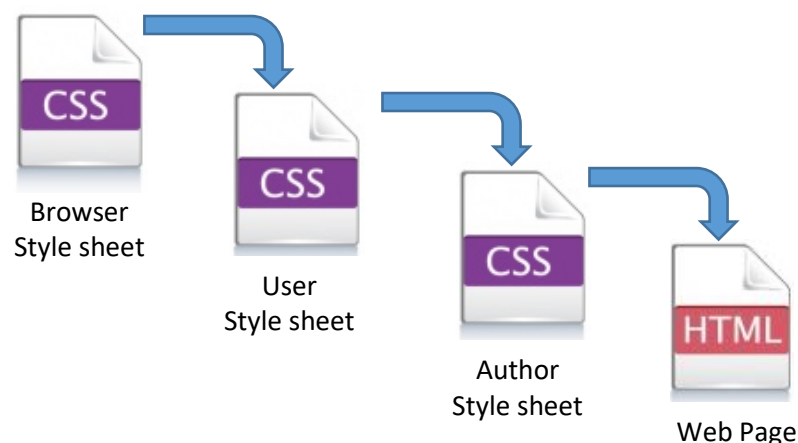 CSS
Browser
Style sheet
CSS
User
Style sheet
CSS
Author
Style sheet
HTML
Web Page